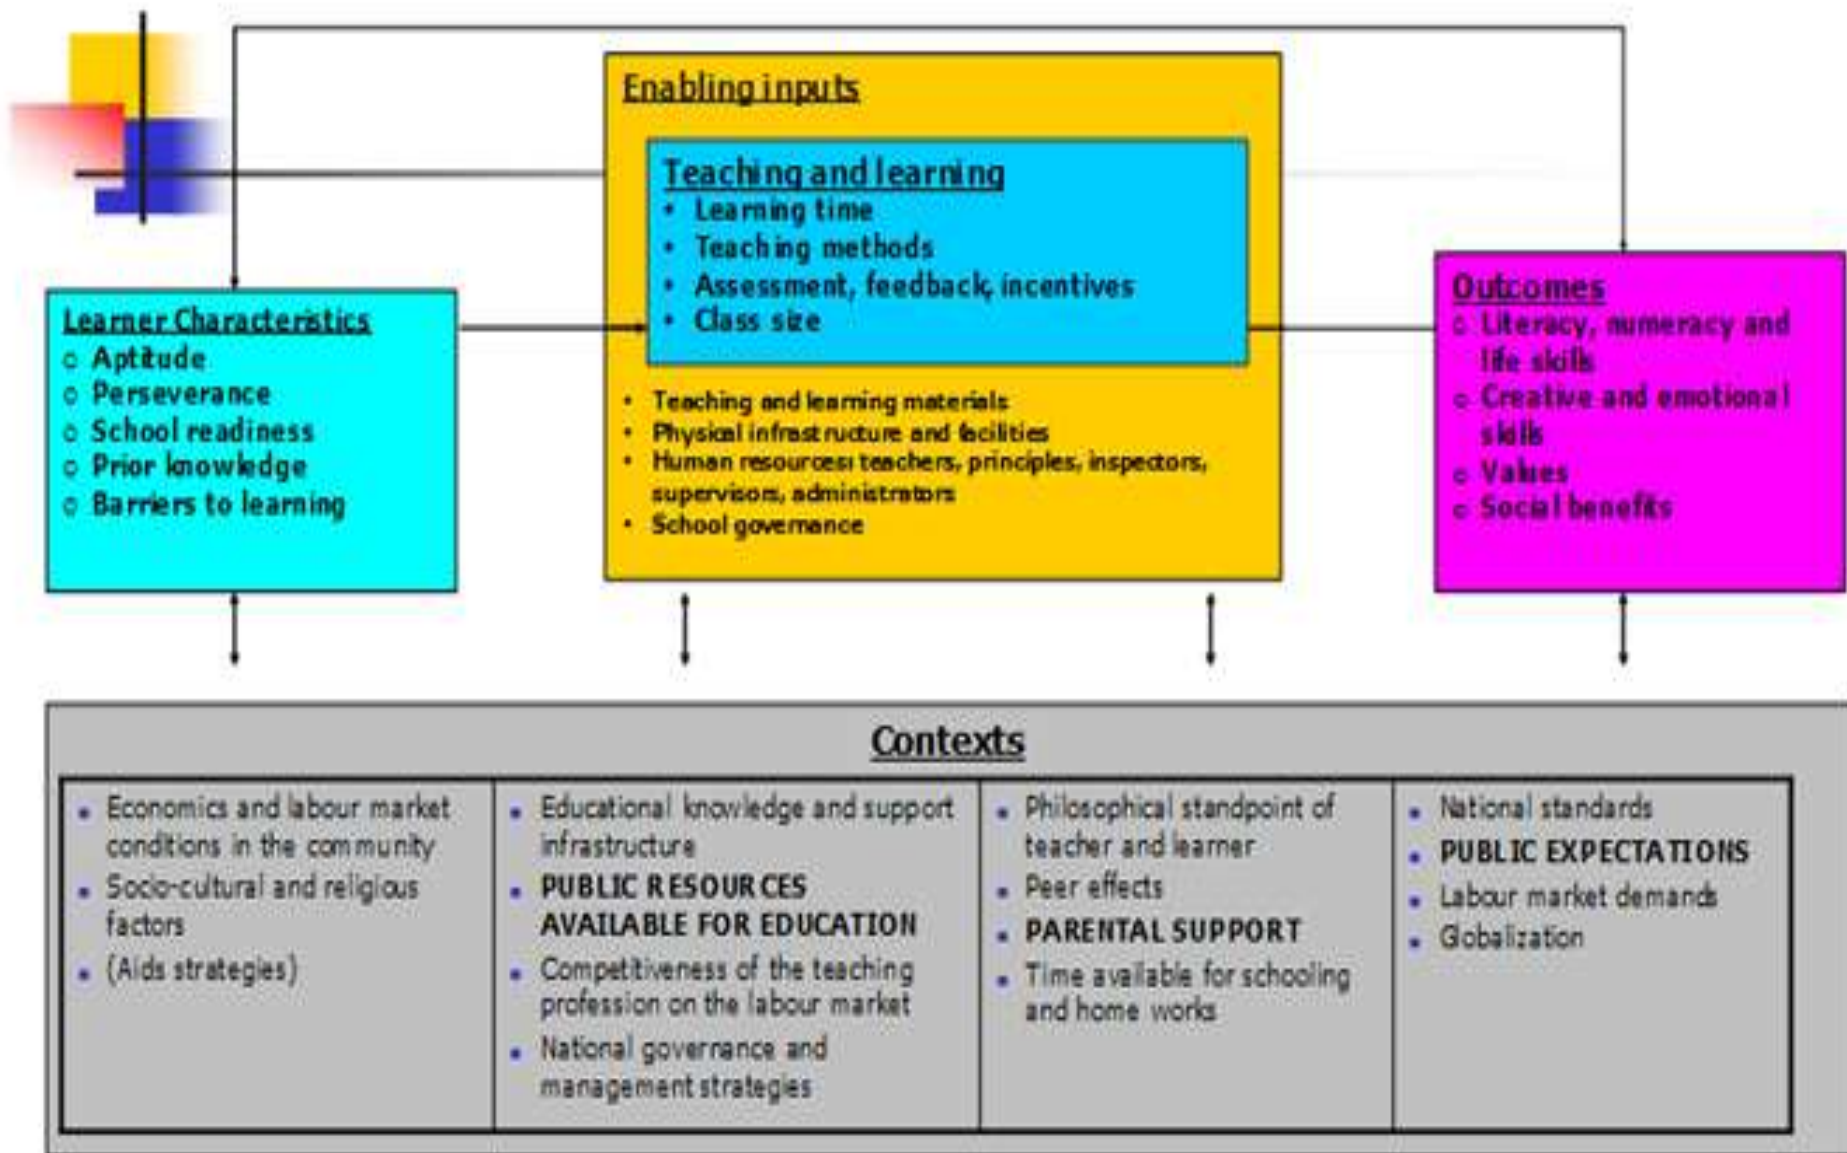 Enabling inputs
Teaching and learning
• Learning time
• Teaching methods
• Assessment, feedback, incentives
• Class size
• Teaching and learning materials
• Physical infrastructure and facilities
• Human resources: teachers, principles, inspectors,
supervisors, administrators
• School governance
Learner Characteristics
o Aptitude
o Perseverance
o School readiness
o Prior knowledge
o Barriers to learning
Outcomes
o Literacy, numeracy and
life skills
o Creative and emotional
skills
o Values
o Social benefits
Contexts
▪ Economics and labour market
conditions in the community
▪ Socio-cultural and religious
factors
▪ (Aids strategies)
▪ Educational knowledge and support
infrastructure
▪ PUBLIC RESOURCES
AVAILABLE FOR EDUCATION
▪ Competitiveness of the teaching
profession on the labour market
▪ National governance and
management strategies
▪ Philosophical standpoint of
teacher and learner
▪ Peer effects
▪ PARENTAL SUPPORT
▪ Time available for schooling
and home works
▪ National standards
▪ PUBLIC EXPECTATIONS
▪ Labour market demands
▪ Globalization